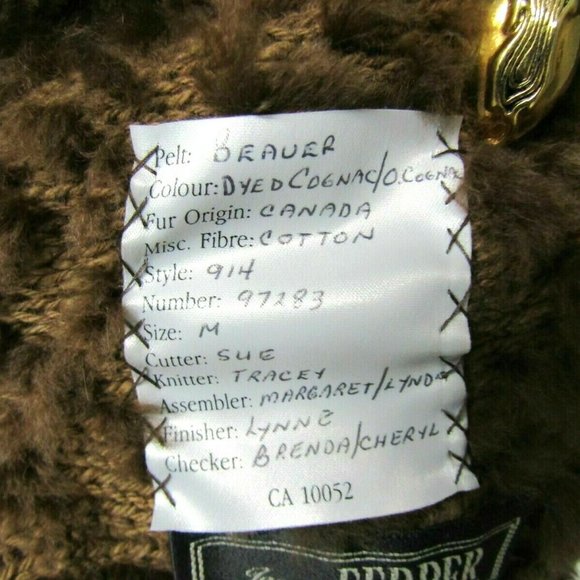 Pelt: BEAVER
Colour: DYED COGNAC/O.COGNA
Fur Origin: CANADA
Misc. Fibre: COTTON
Style: 914
Number: 97283
Size: M
Cutter: SUE
Knitter: TRACEY
Assembler: MARGARET/LYNDA
Finisher: LYNNE
Checker: BRENDA/CHERYL
CA 10052